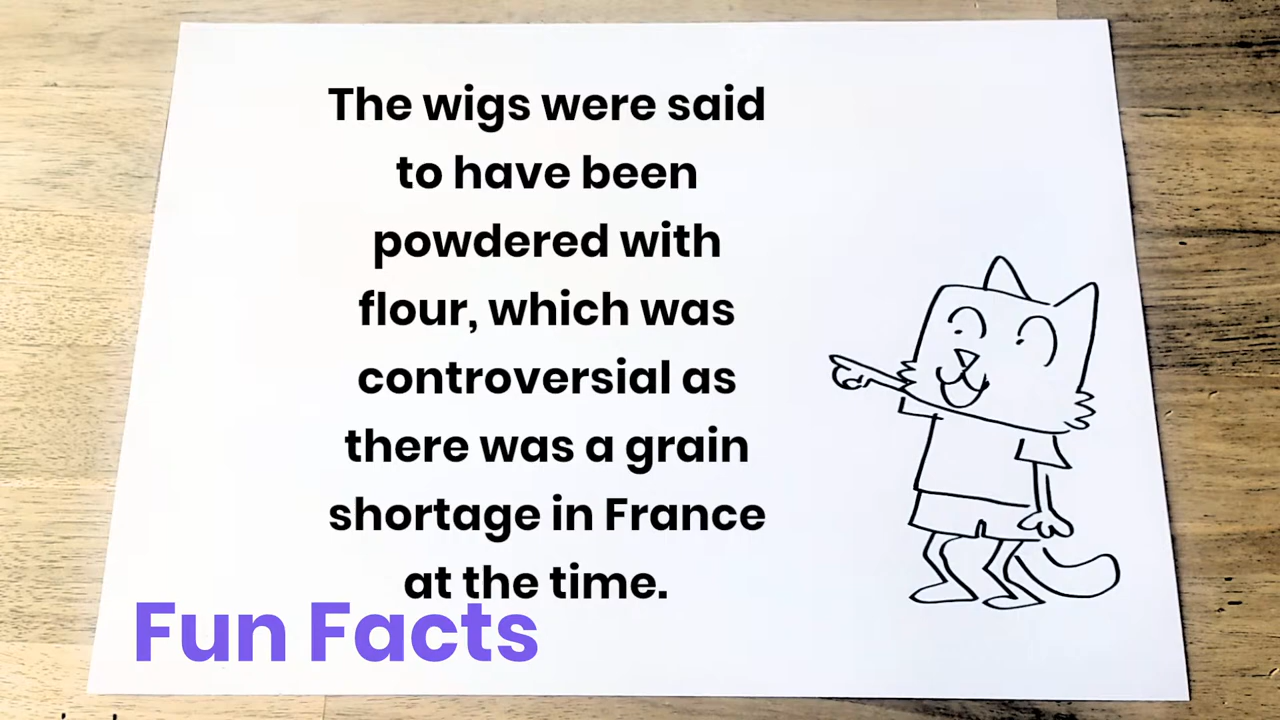 The wigs were said
to have been
powdered with
flour, which was
controversial as
there was a grain
shortage in France
at the time.
Fun Facts